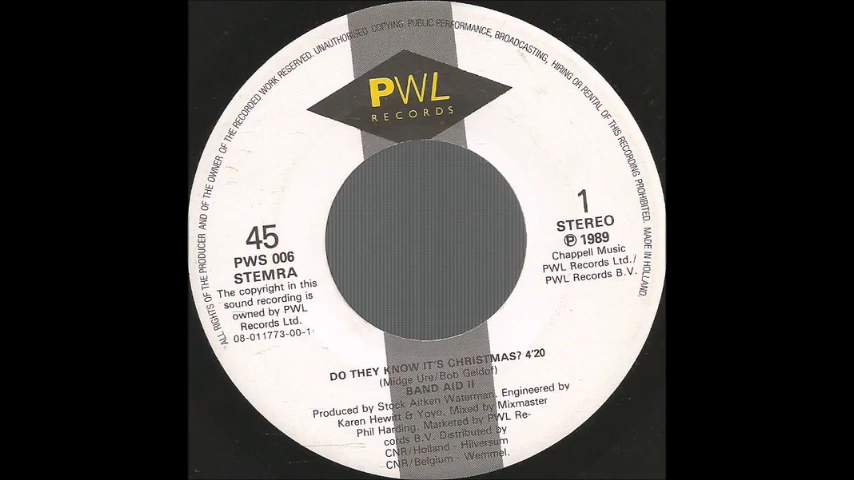 ALL RIGHTS OF THE PRODUCER AND OF THE OWNER OF THE RECORDED WORK RESERVED. UNAUTHORISED COPYING, PUBLIC PERFORMANCE, BROADCASTING, HIRING OR RENTAL OF THIS RECORDING PROHIBITED. MADE IN HOLLAND.
PWL
RECORDS
45
PWS 006
STEMRA
The copyright in this
sound recording is
owned by PWL
Records Ltd.
08-011773-00-1
1
STEREO
℗ 1989
Chappell Music
PWL Records Ltd./
PWL Records B.V.
DO THEY KNOW IT'S CHRISTMAS? 4'20
(Midge Ure/Bob Geldof)
BAND AID II
Produced by Stock Aitken Waterman. Engineered by
Karen Hewitt & Yoyo. Mixed by Mixmaster
Phil Harding. Marketed by PWL Re-
cords B.V. Distributed by
CNR/Holland - Hilversum
CNR/Belgium - Wemmel.